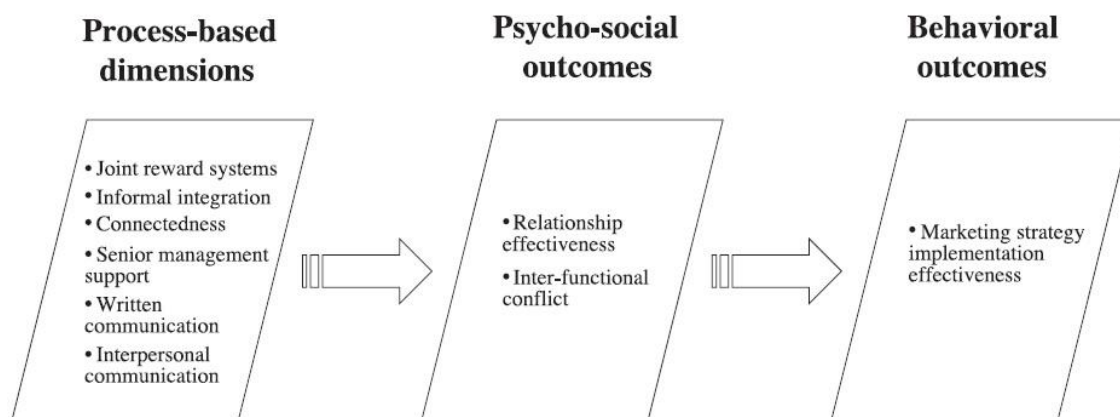 Process-based
dimensions
• Joint reward systems
• Informal integration
• Connectedness
• Senior management
support
• Written
communication
• Interpersonal
communication
Psycho-social
outcomes
• Relationship
effectiveness
• Inter-functional
conflict
Behavioral
outcomes
• Marketing strategy
implementation
effectiveness